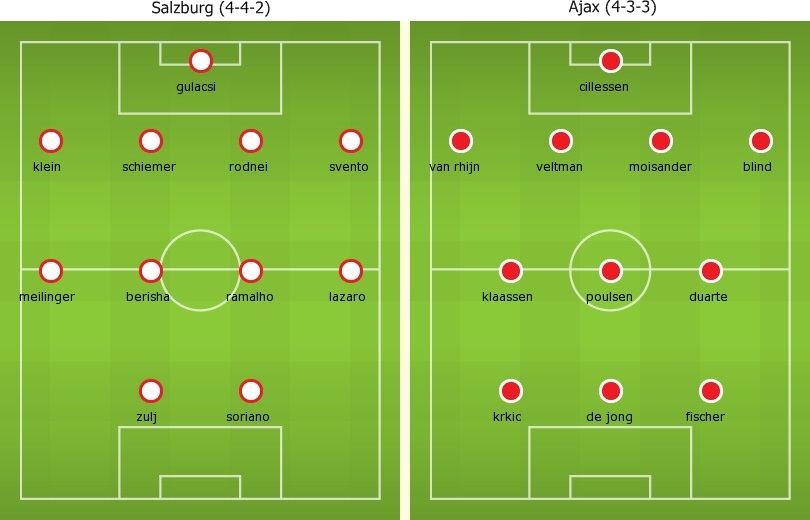 Salzburg (4-4-2)
gulacsi
klein schiemer rodnei svento
meilinger berisha ramalho lazaro
zulj soriano
Ajax (4-3-3)
cillessen
van rhijn veltman moisander blind
klaassen poulsen duarte
krkic de jong fischer